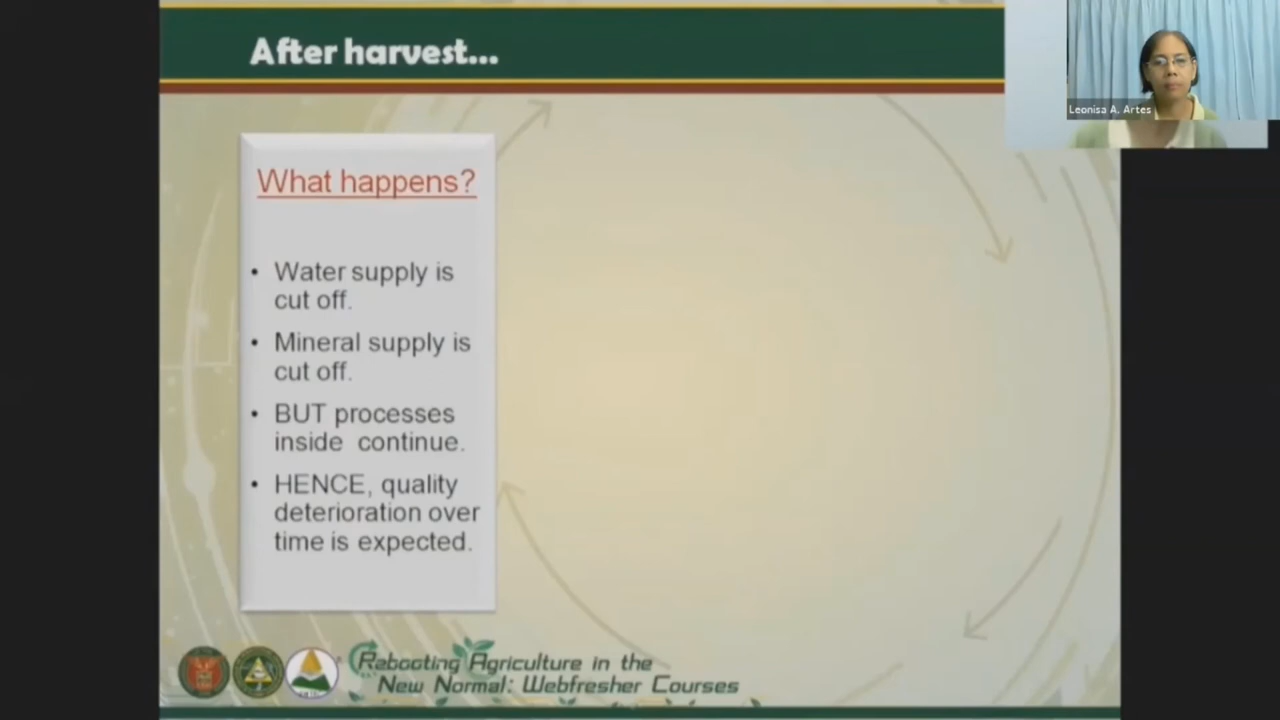 After harvest...
Leonisa A. Artes
What happens?
• Water supply is
cut off.
• Mineral supply is
cut off.
• BUT processes
inside continue.
• HENCE, quality
deterioration over
time is expected.
Rebooting Agriculture in the
New Normal: Webfresher Courses